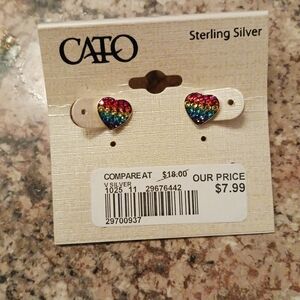 CATO
Sterling Silver
COMPARE AT $18.00 OUR PRICE
V SILVER $7.99
1025 11 29676442
29700937